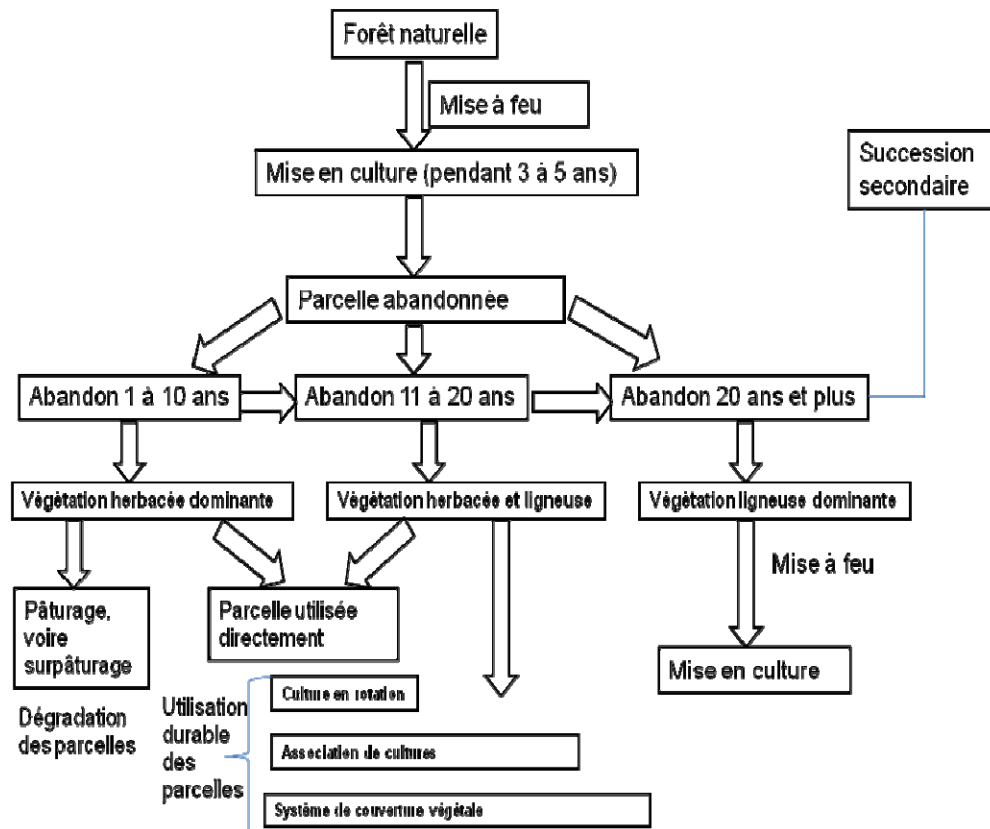 Forêt naturelle
Mise à feu
Mise en culture (pendant 3 à 5 ans)
Succession
secondaire
Parcelle abandonnée
Abandon 1 à 10 ans
Abandon 11 à 20 ans
Abandon 20 ans et plus
Végétation herbacée dominante
Végétation herbacée et ligneuse
Végétation ligneuse dominante
Mise à feu
Pâturage,
voire
surpâturage
Parcelle utilisée
directement
Mise en culture
Dégradation
des parcelles
Utilisation
durable
des
parcelles
Culture en rotation
Association de cultures
Système de couverture végétale